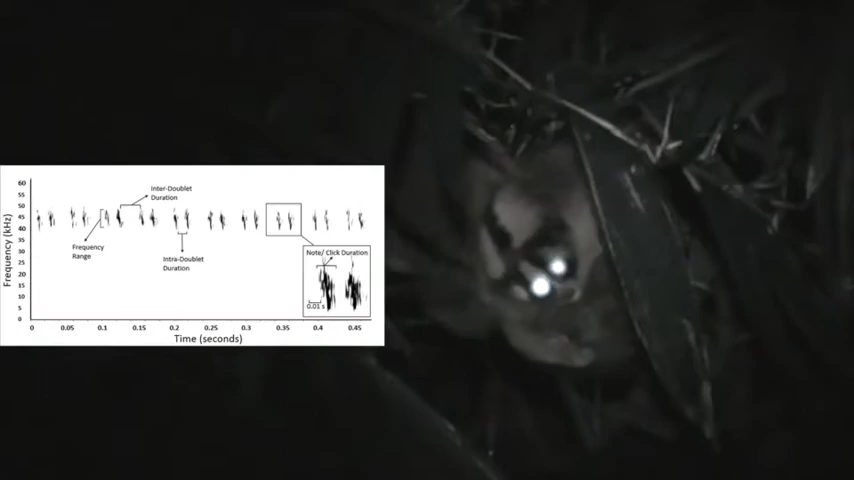 60
55
50
45
40
35
30
25
20
15
10
5
0
Frequency (kHz)
Inter-Doublet
Duration
Frequency
Range
Intra-Doublet
Duration
Note/ Click Duration
0.01 s
0 0.05 0.1 0.15 0.2 0.25 0.3 0.35 0.4 0.45
Time (seconds)